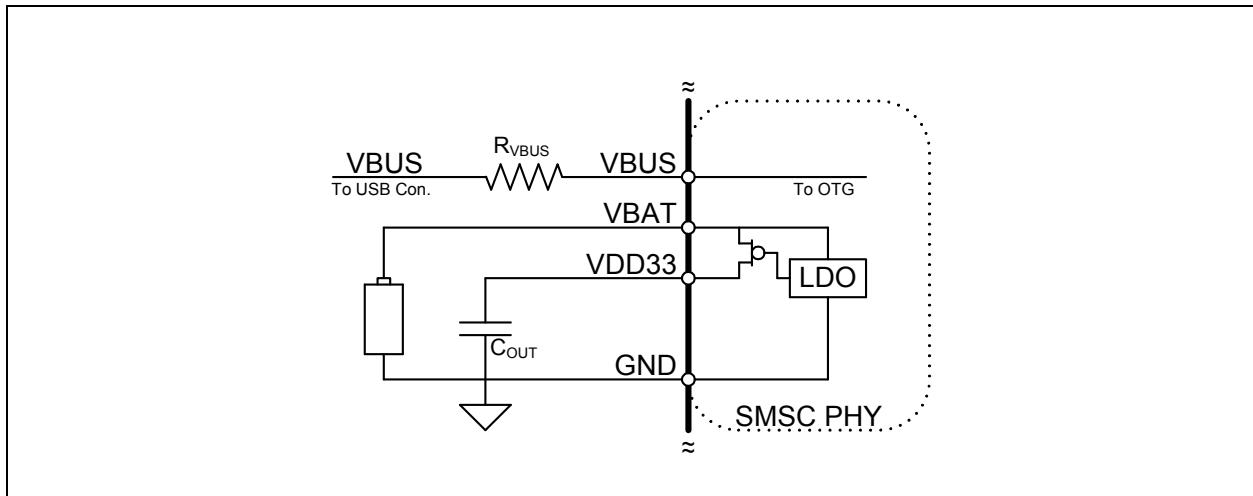 ≈
R_VBUS
VBUS VBUS
To USB Con. To OTG
VBAT
VDD33
LDO
C_OUT
GND
SMSC PHY
≈